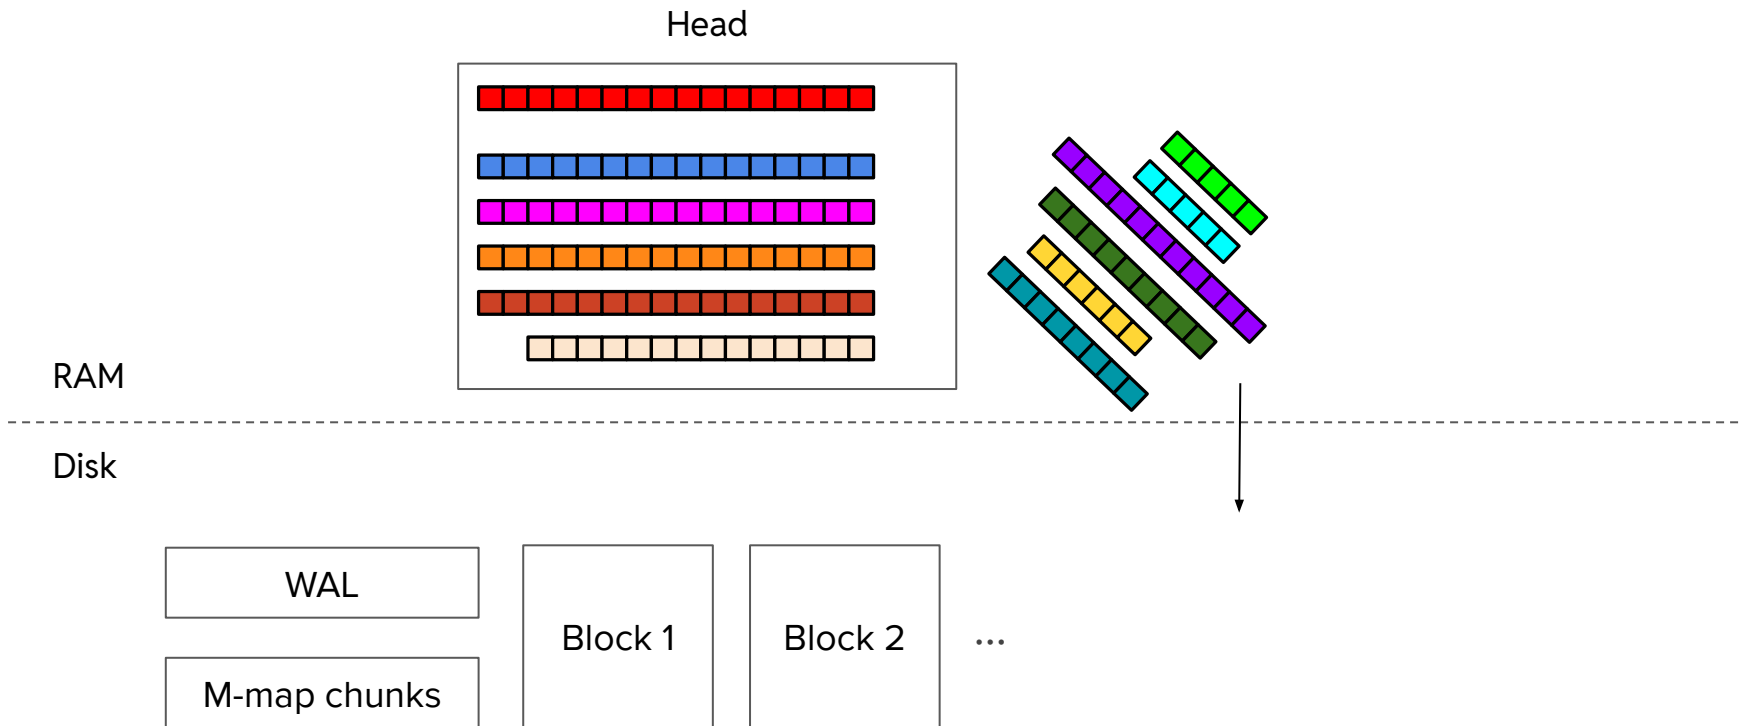 Head
RAM
Disk
WAL
Block 1
Block 2
...
M-map chunks